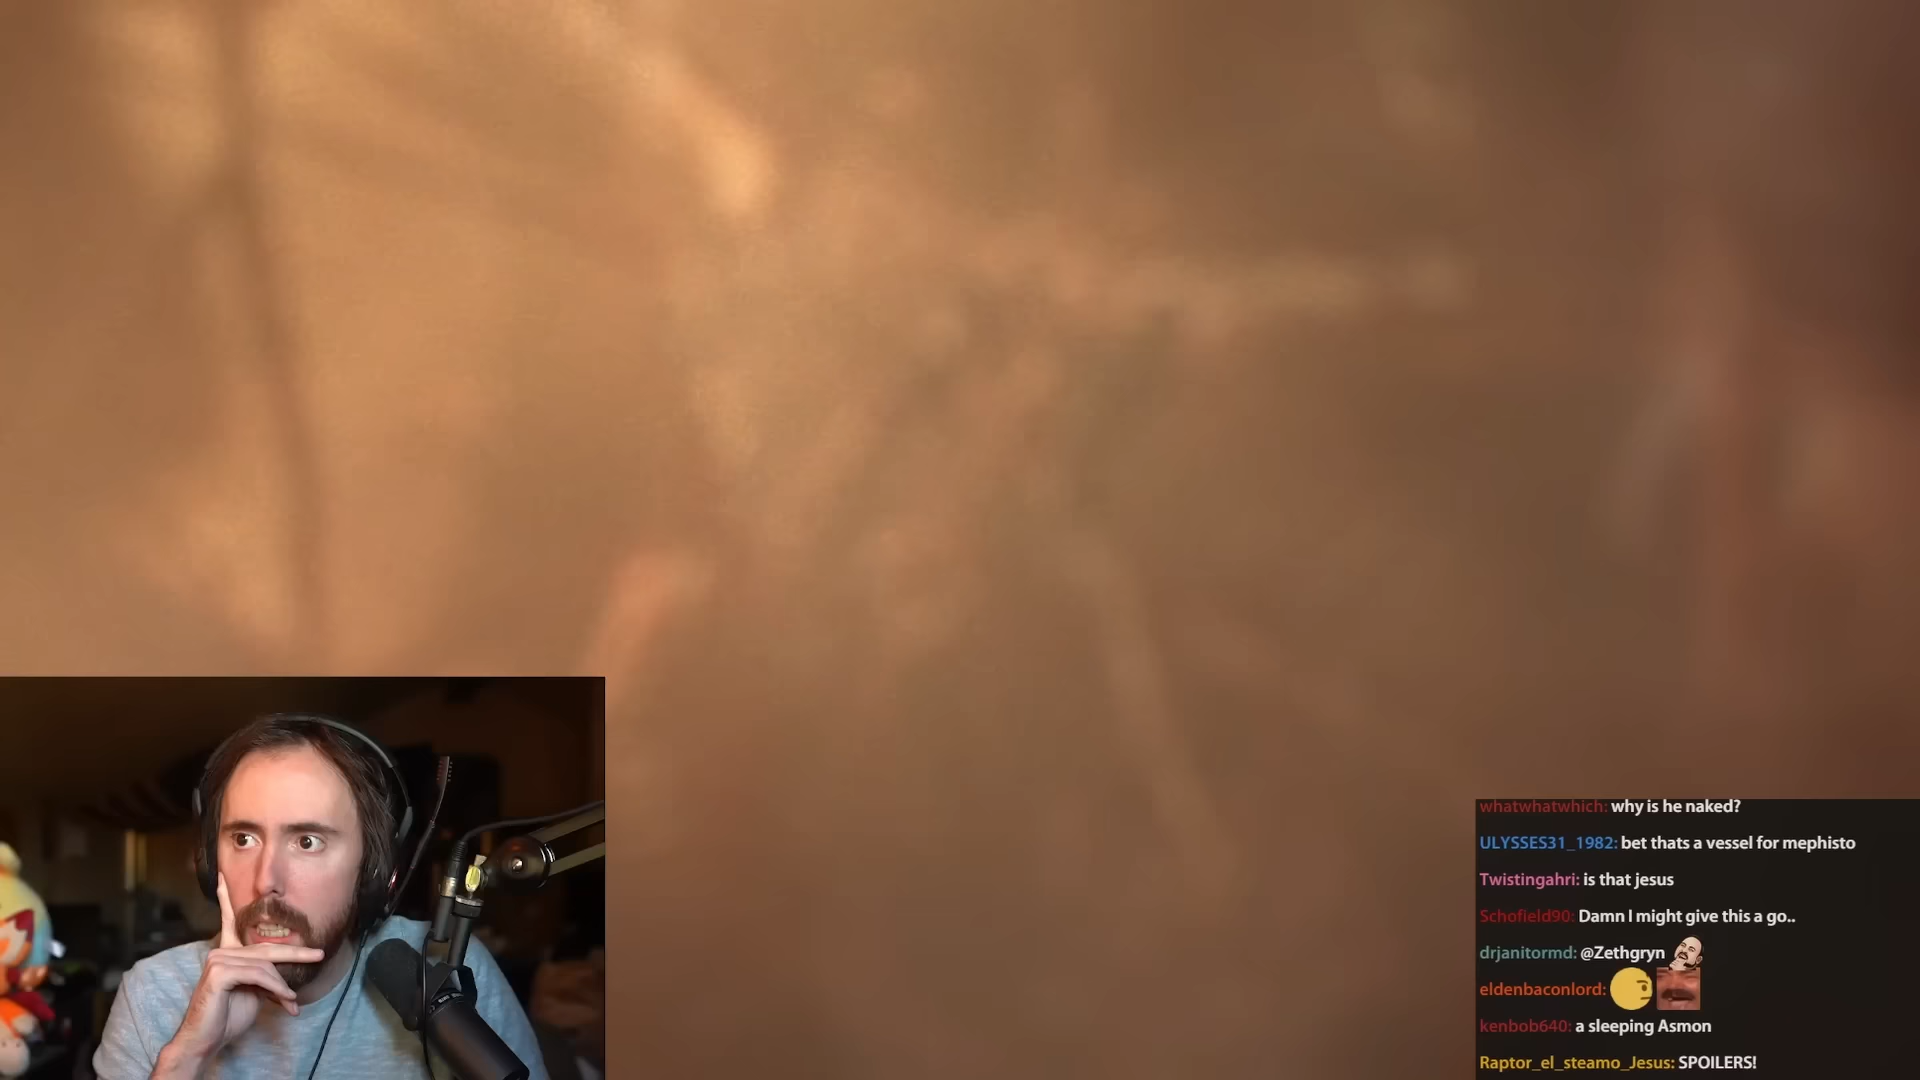 whatwhatwhich: why is he naked?
ULYSSES31_1982: bet thats a vessel for mephisto
Twistingahri: is that jesus
Schofield90: Damn I might give this a go..
drjanitormd: @Zethgryn
eldenbaconlord:
kenbob640: a sleeping Asmon
Raptor_el_steamo_Jesus: SPOILERS!